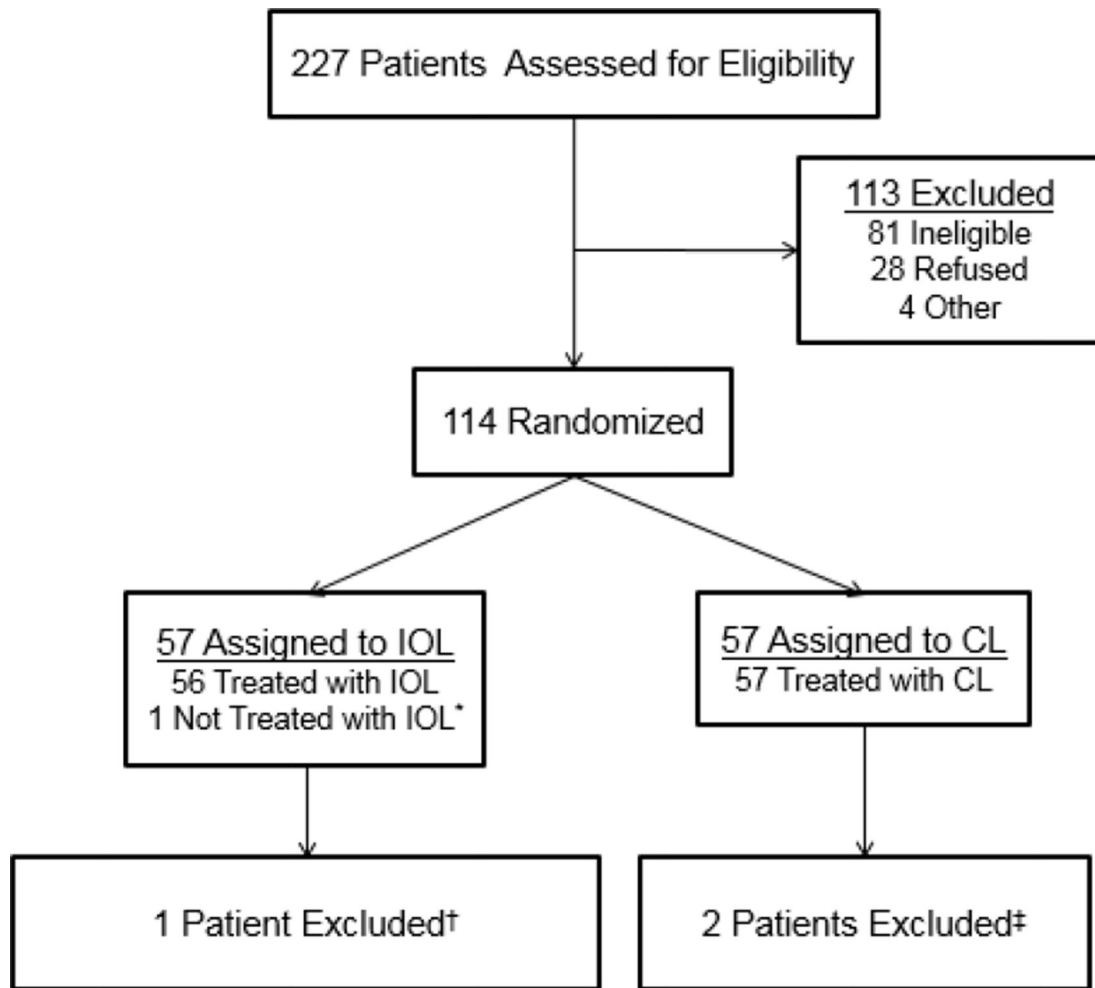 227 Patients Assessed for Eligibility
113 Excluded
81 Ineligible
28 Refused
4 Other
114 Randomized
57 Assigned to IOL
56 Treated with IOL
1 Not Treated with IOL*
57 Assigned to CL
57 Treated with CL
1 Patient Excluded†
2 Patients Excluded‡